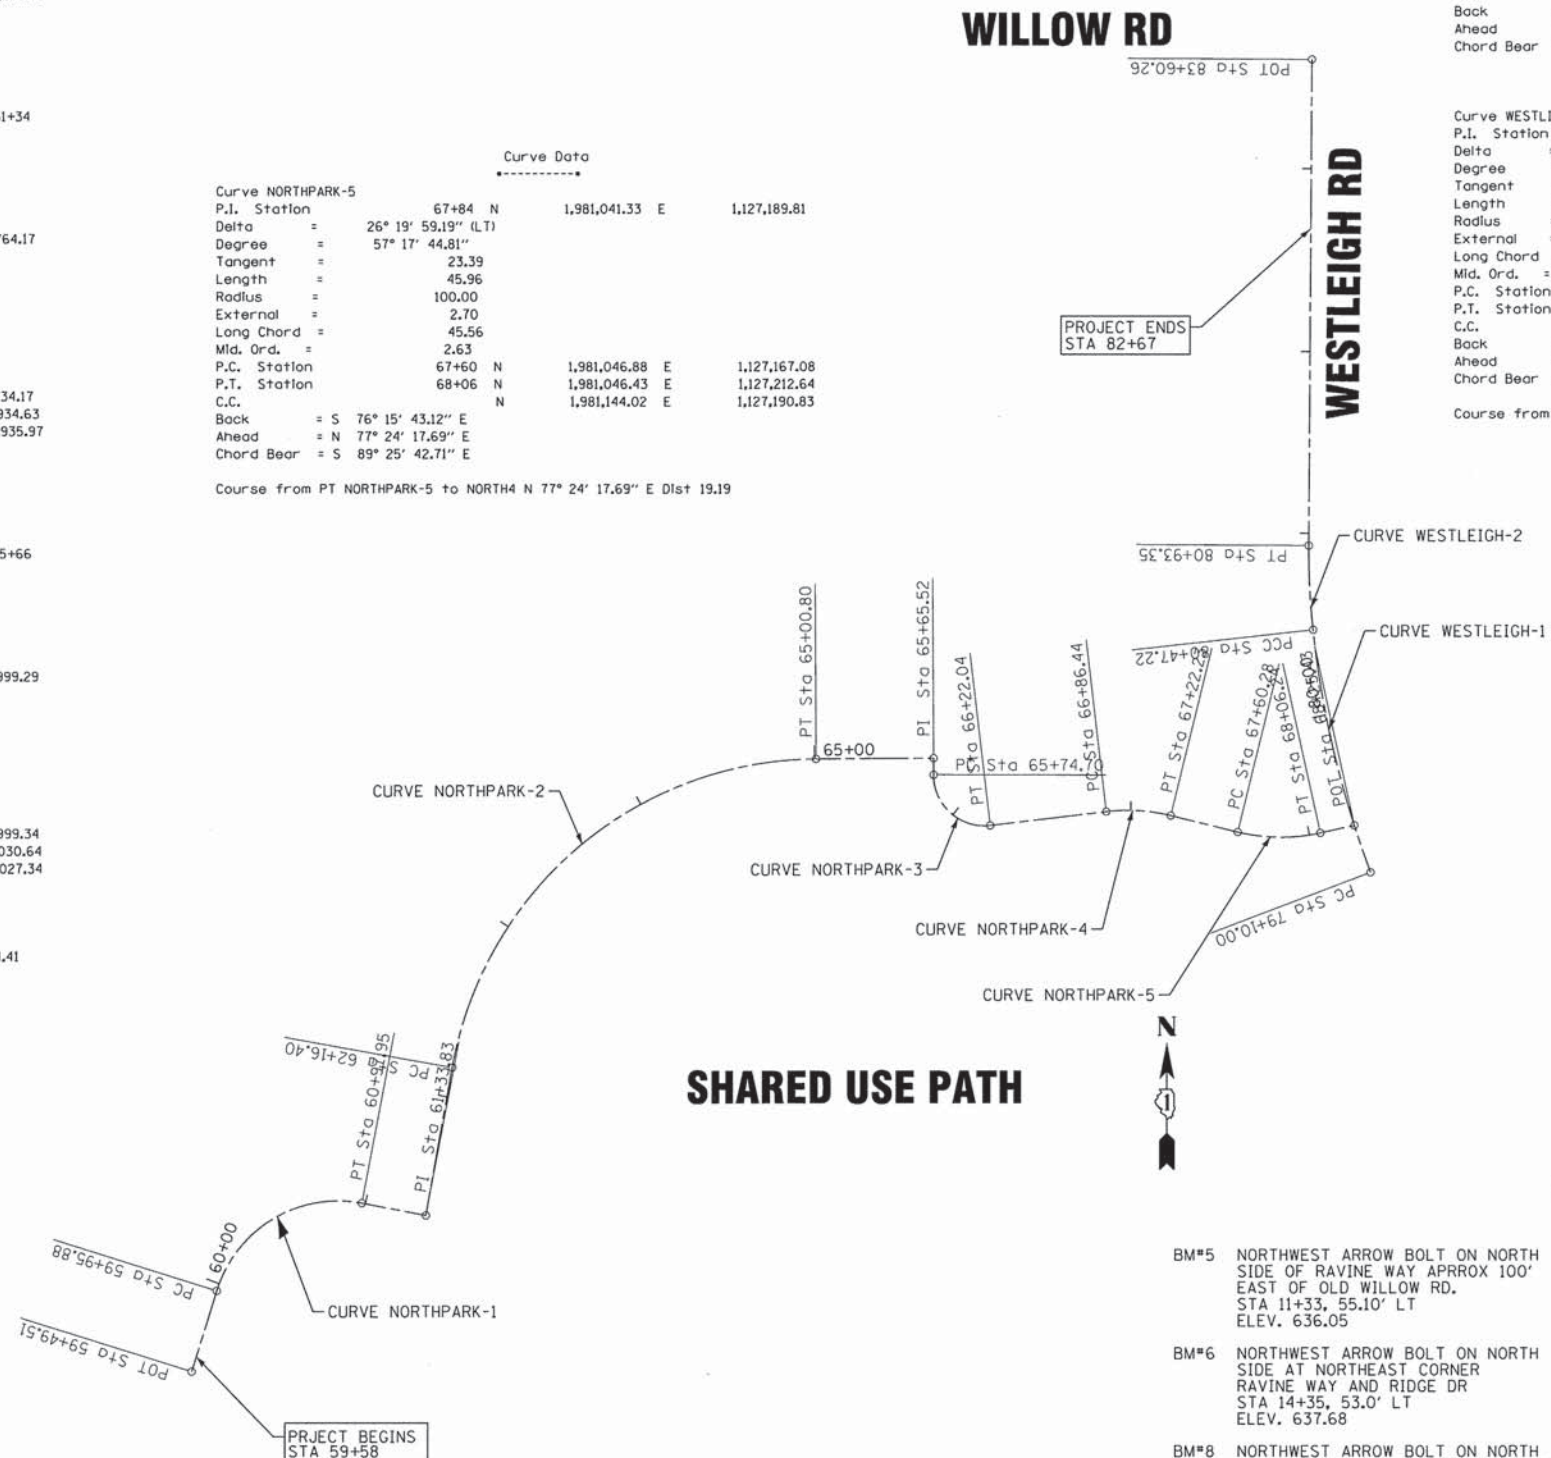 WILLOW RD
POT Sta 83+60.26
WESTLEIGH RD
PROJECT ENDS
STA 82+67
Back
Ahead
Chord Bear
Curve WESTLI
P.I. Station
Delta =
Degree
Tangent
Length
Radius
External
Long Chord
Mid. Ord. =
P.C. Station
P.T. Station
C.C.
Back
Ahead
Chord Bear
Course from
1+34
764.17
34.17
934.63
935.97
5+66
999.29
999.34
030.64
027.34
.41
Curve Data
Curve NORTHPARK-5
P.I. Station 67+84 N 1,981,041.33 E 1,127,189.81
Delta = 26° 19' 59.19" (LT)
Degree = 57° 17' 44.81"
Tangent = 23.39
Length = 45.96
Radius = 100.00
External = 2.70
Long Chord = 45.56
Mid. Ord. = 2.63
P.C. Station 67+60 N 1,981,046.88 E 1,127,167.08
P.T. Station 68+06 N 1,981,046.43 E 1,127,212.64
C.C. N 1,981,144.02 E 1,127,190.83
Back = S 76° 15' 43.12" E
Ahead = N 77° 24' 17.69" E
Chord Bear = S 89° 25' 42.71" E
Course from PT NORTHPARK-5 to NORTH4 N 77° 24' 17.69" E Dist 19.19
PT Sta 80+93.35
CURVE WESTLEIGH-2
PCC Sta 80+47.22
CURVE WESTLEIGH-1
PT Sta 65+00.80
65+00
PI Sta 65+65.52
PC Sta 65+74.70
PT Sta 66+22.04
PC Sta 66+86.44
PT Sta 67+22.28
PC Sta 67+60.28
PT Sta 68+06.24
POT Sta
80+00
PC Sta 79+10.00
CURVE NORTHPARK-2
CURVE NORTHPARK-3
CURVE NORTHPARK-4
CURVE NORTHPARK-5
N
1
SHARED USE PATH
PC Sta 62+16.40
PT Sta 60+97.95
PI Sta 61+33.83
60+00
PC Sta 59+95.88
CURVE NORTHPARK-1
POT Sta 59+49.51
PRJECT BEGINS
STA 59+58
BM#5 NORTHWEST ARROW BOLT ON NORTH
SIDE OF RAVINE WAY APRROX 100'
EAST OF OLD WILLOW RD.
STA 11+33, 55.10' LT
ELEV. 636.05
BM#6 NORTHWEST ARROW BOLT ON NORTH
SIDE AT NORTHEAST CORNER
RAVINE WAY AND RIDGE DR
STA 14+35, 53.0' LT
ELEV. 637.68
BM#8 NORTHWEST ARROW BOLT ON NORTH